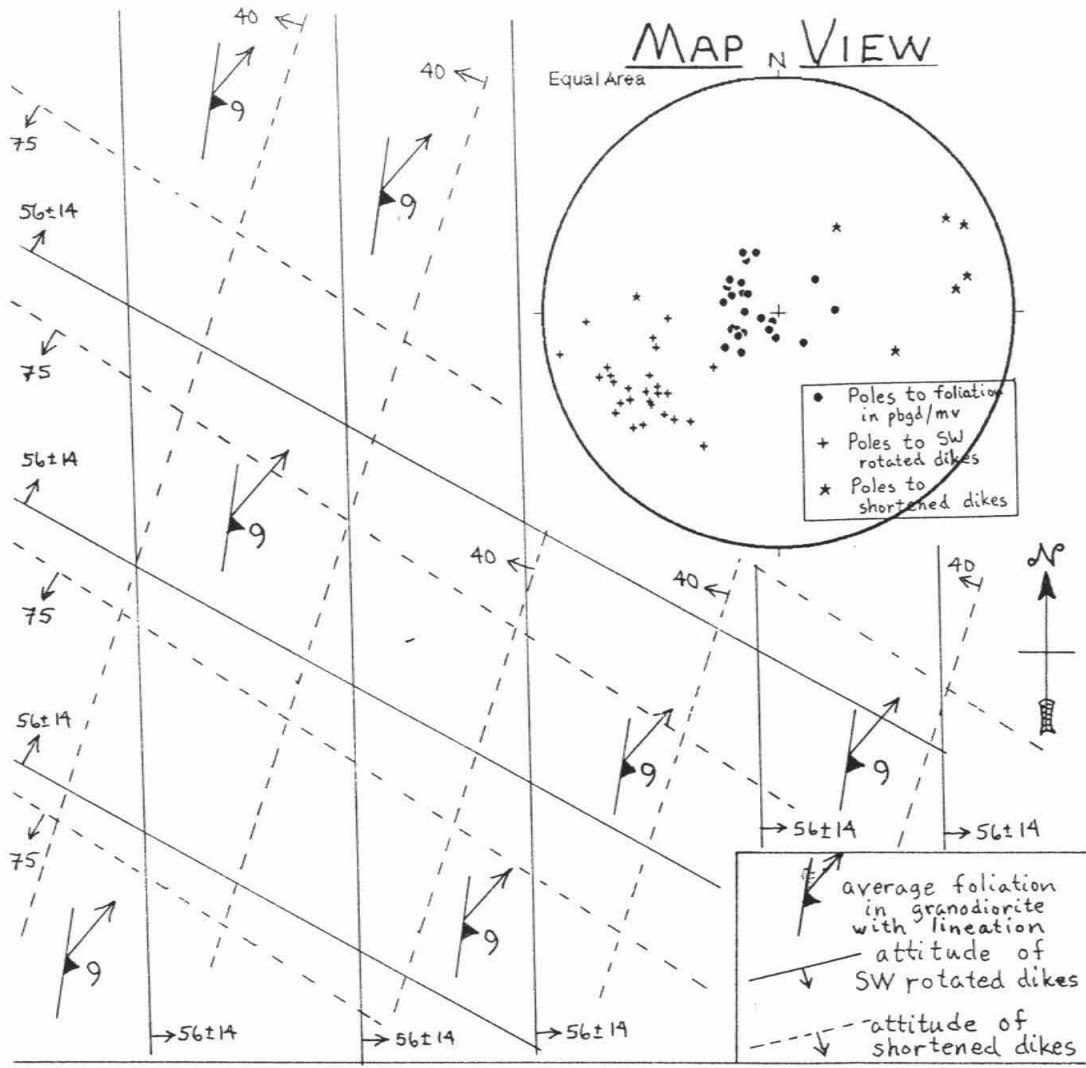 MAP VIEW
N
Equal Area
40
40
9
9
75
56±14
75
56±14
9
75
56±14
75
40
40
40
N
Poles to foliation
in pbgd/mv
Poles to SW
rotated dikes
Poles to
shortened dikes
9
9
9
9
56±14
56±14
56±14
56±14
56±14
average foliation
in granodiorite
with lineation
attitude of
SW rotated dikes
attitude of
shortened dikes